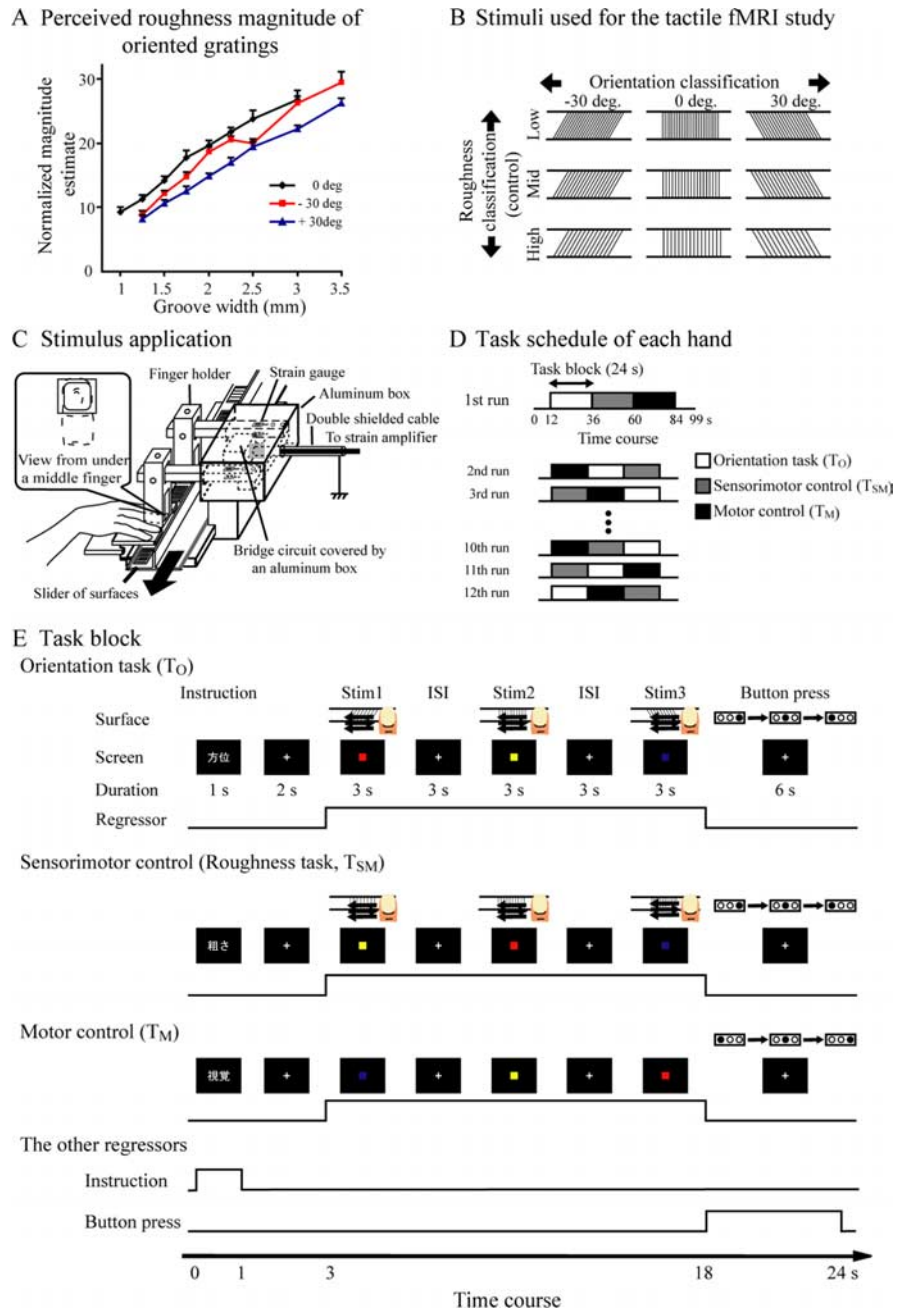 A Perceived roughness magnitude of
oriented gratings
Normalized magnitude
estimate
30
20
10
0
0 deg
- 30 deg
+ 30deg
1 1.5 2 2.5 3 3.5
Groove width (mm)
B Stimuli used for the tactile fMRI study
Orientation classification
-30 deg. 0 deg. 30 deg.
Roughness
classification
(control)
Low
Mid
High
C Stimulus application
Finger holder
Strain gauge
Aluminum box
Double shielded cable
To strain amplifier
View from under
a middle finger
Bridge circuit covered by
an aluminum box
Slider of surfaces
D Task schedule of each hand
Task block (24 s)
1st run
0 12 36 60 84 99 s
Time course
2nd run
3rd run
10th run
11th run
12th run
Orientation task (TO)
Sensorimotor control (TSM)
Motor control (TM)
E Task block
Orientation task (TO)
Instruction Stim1 ISI Stim2 ISI Stim3 Button press
Surface
Screen 方位
Duration 1 s 2 s 3 s 3 s 3 s 3 s 3 s 6 s
Regressor
Sensorimotor control (Roughness task, TSM)
粗さ
Motor control (TM)
視覚
The other regressors
Instruction
Button press
0 1 3 18 24 s
Time course